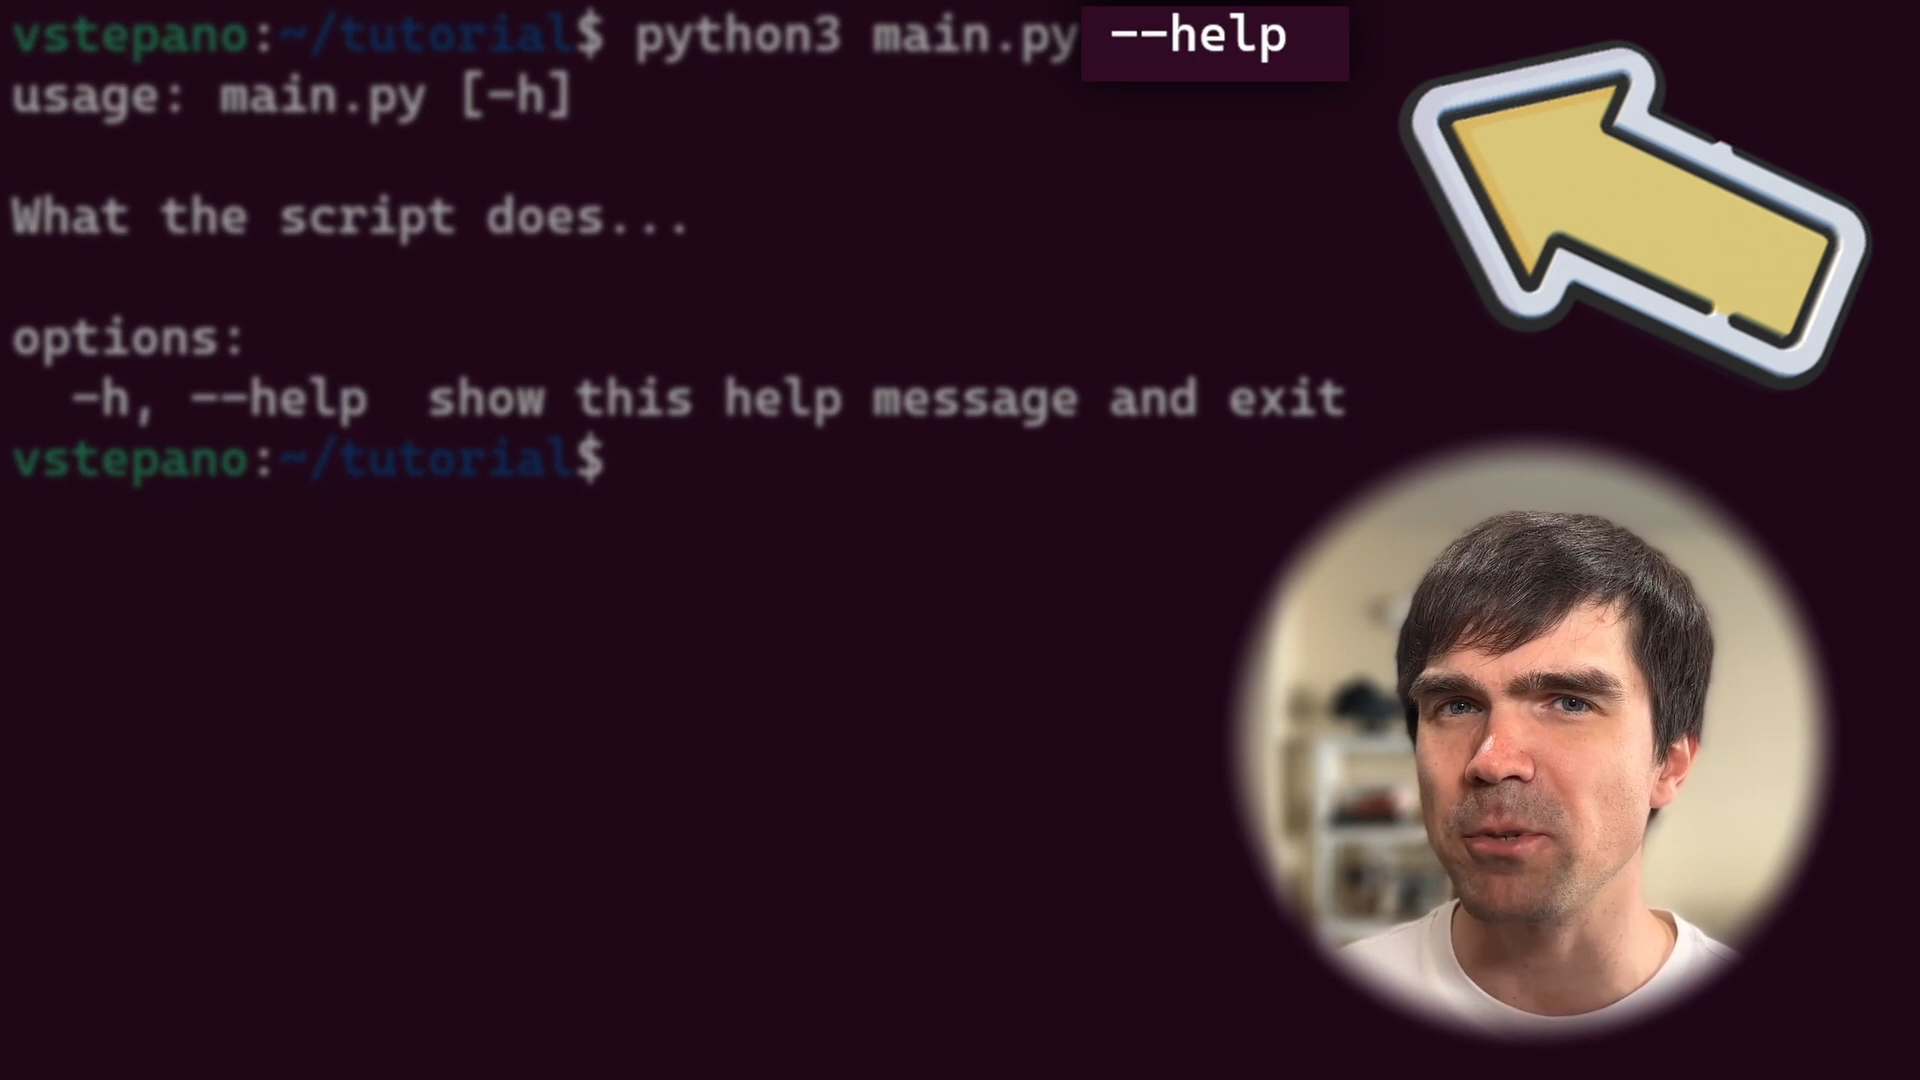 vstepano:~/tutorial$ python3 main.py --help
usage: main.py [-h]
What the script does...
options:
-h, --help  show this help message and exit
vstepano:~/tutorial$